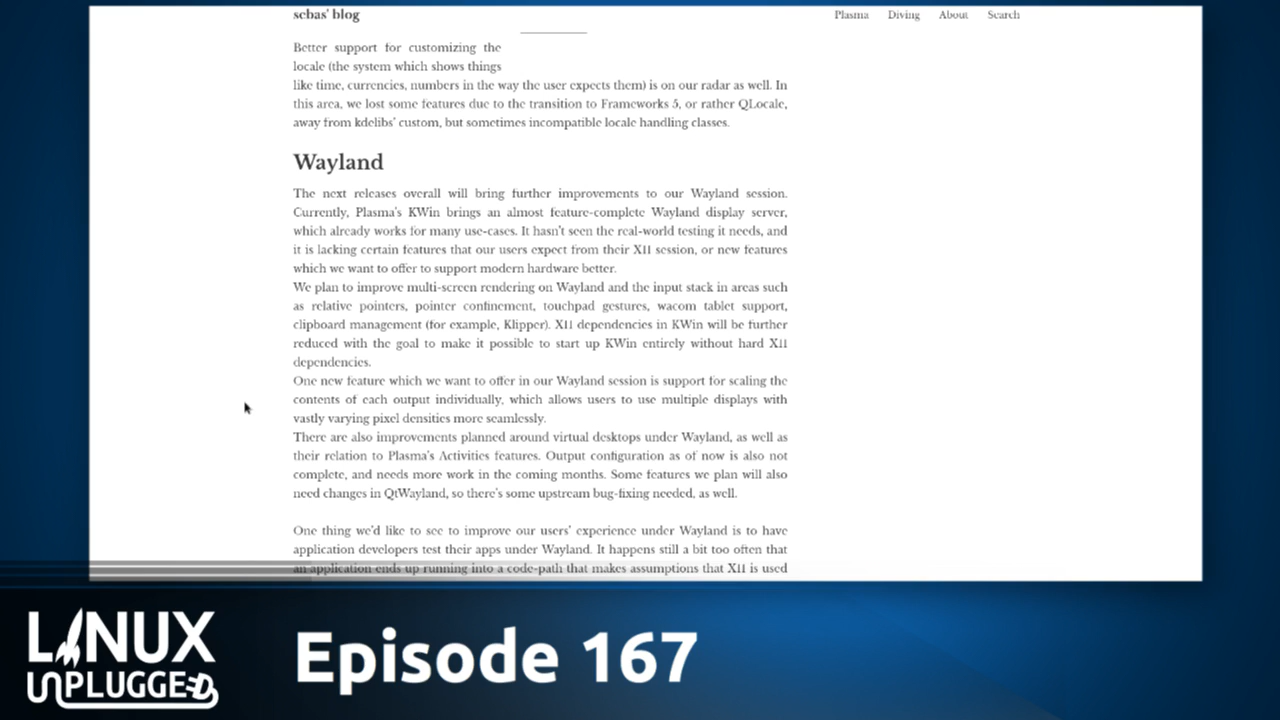 sebas' blog
Plasma Diving About Search
Better support for customizing the
locale (the system which shows things
like time, currencies, numbers in the way the user expects them) is on our radar as well. In
this area, we lost some features due to the transition to Frameworks 5, or rather QLocale,
away from kdelibs' custom, but sometimes incompatible locale handling classes.
Wayland
The next releases overall will bring further improvements to our Wayland session.
Currently, Plasma's KWin brings an almost feature-complete Wayland display server,
which already works for many use-cases. It hasn't seen the real-world testing it needs, and
it is lacking certain features that our users expect from their X11 session, or new features
which we want to offer to support modern hardware better.
We plan to improve multi-screen rendering on Wayland and the input stack in areas such
as relative pointers, pointer confinement, touchpad gestures, wacom tablet support,
clipboard management (for example, Klipper). X11 dependencies in KWin will be further
reduced with the goal to make it possible to start up KWin entirely without hard X11
dependencies.
One new feature which we want to offer in our Wayland session is support for scaling the
contents of each output individually, which allows users to use multiple displays with
vastly varying pixel densities more seamlessly.
There are also improvements planned around virtual desktops under Wayland, as well as
their relation to Plasma's Activities features. Output configuration as of now is also not
complete, and needs more work in the coming months. Some features we plan will also
need changes in QtWayland, so there's some upstream bug-fixing needed, as well.
One thing we'd like to see to improve our users' experience under Wayland is to have
application developers test their apps under Wayland. It happens still a bit too often that
an application ends up running into a code-path that makes assumptions that X11 is used
LINUX
UNPLUGGED
Episode 167